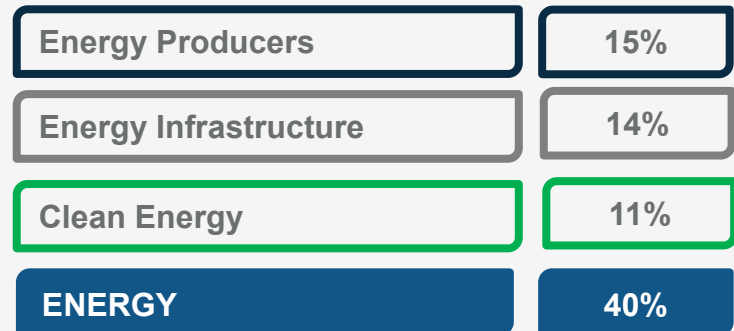 Energy Producers 15%
Energy Infrastructure 14%
Clean Energy 11%
ENERGY 40%